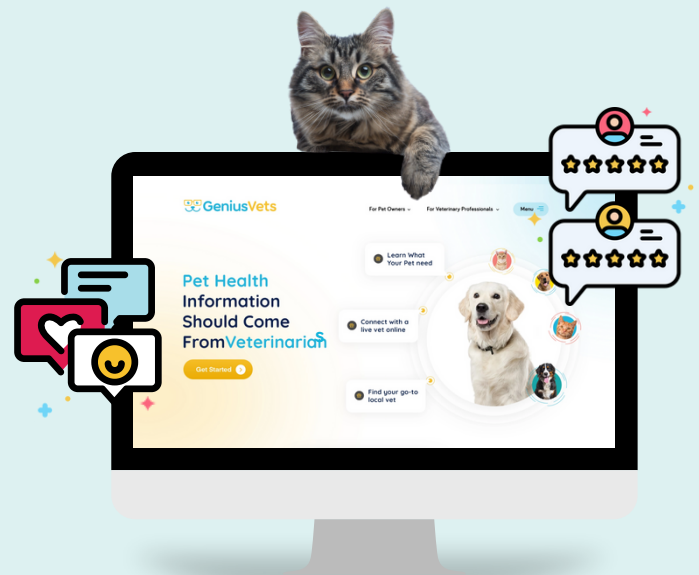 GeniusVets
For Pet Owners
For Veterinary Professionals
Menu
Learn What
Your Pet need
Pet Health
Information
Should Come
FromVeterinarians
Connect with a
live vet online
Get Started
Find your go-to
local vet